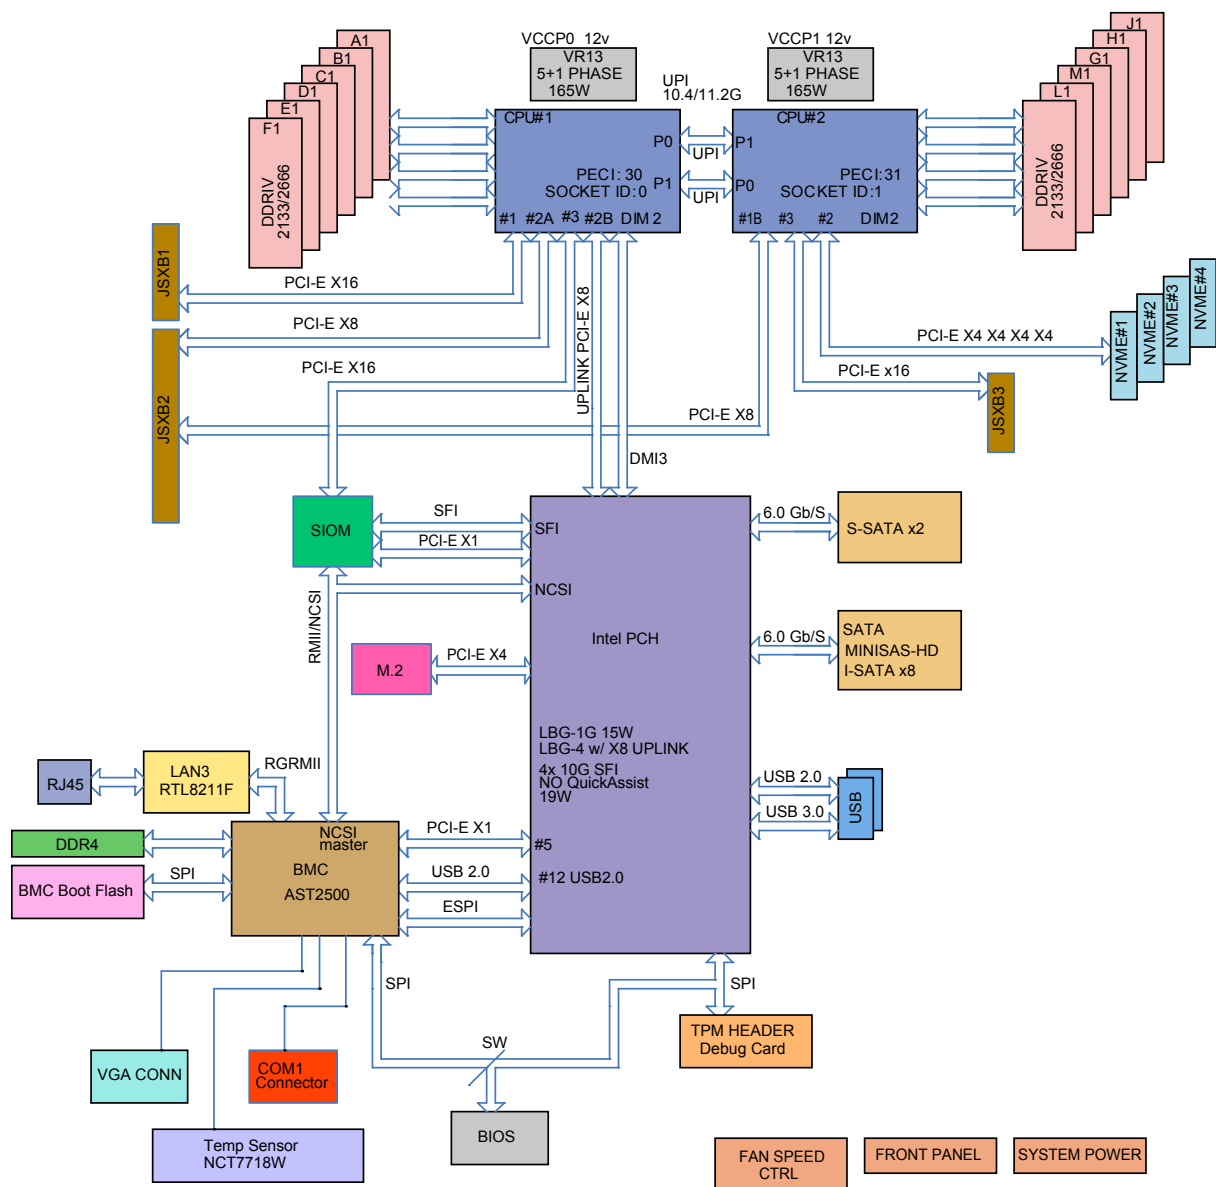 VCCP0 12v
VR13
5+1 PHASE
165W
VCCP1 12v
VR13
5+1 PHASE
165W
UPI
10.4/11.2G
A1
B1
C1
D1
E1
F1
DDRIV
2133/2666
J1
H1
G1
M1
L1
DDRIV
2133/2666
CPU#1
P0
PECI: 30
SOCKET ID:0
P1
#1
#2A
#3
#2B
DIM 2
UPI
UPI
CPU#2
P1
PECI:31
P0
SOCKET ID:1
#1B
#3
#2
DIM2
JSXB1
PCI-E X16
JSXB2
PCI-E X8
PCI-E X16
UPLINK PCI-E X8
PCI-E X8
DMI3
PCI-E X4 X4 X4 X4
PCI-E x16
JSXB3
NVME#1
NVME#2
NVME#3
NVME#4
SIOM
SFI
PCI-E X1
SFI
NCSI
RMII/NCSI
M.2
PCI-E X4
Intel PCH
LBG-1G 15W
LBG-4 w/ X8 UPLINK
4x 10G SFI
NO QuickAssist
19W
6.0 Gb/S
S-SATA x2
6.0 Gb/S
SATA
MINISAS-HD
I-SATA x8
USB 2.0
USB 3.0
USB
RJ45
LAN3
RTL8211F
RGRMII
DDR4
BMC Boot Flash
SPI
NCSI
master
BMC
AST2500
PCI-E X1
#5
USB 2.0
#12 USB2.0
ESPI
SPI
SPI
SW
TPM HEADER
Debug Card
VGA CONN
COM1
Connector
BIOS
Temp Sensor
NCT7718W
FAN SPEED
CTRL
FRONT PANEL
SYSTEM POWER